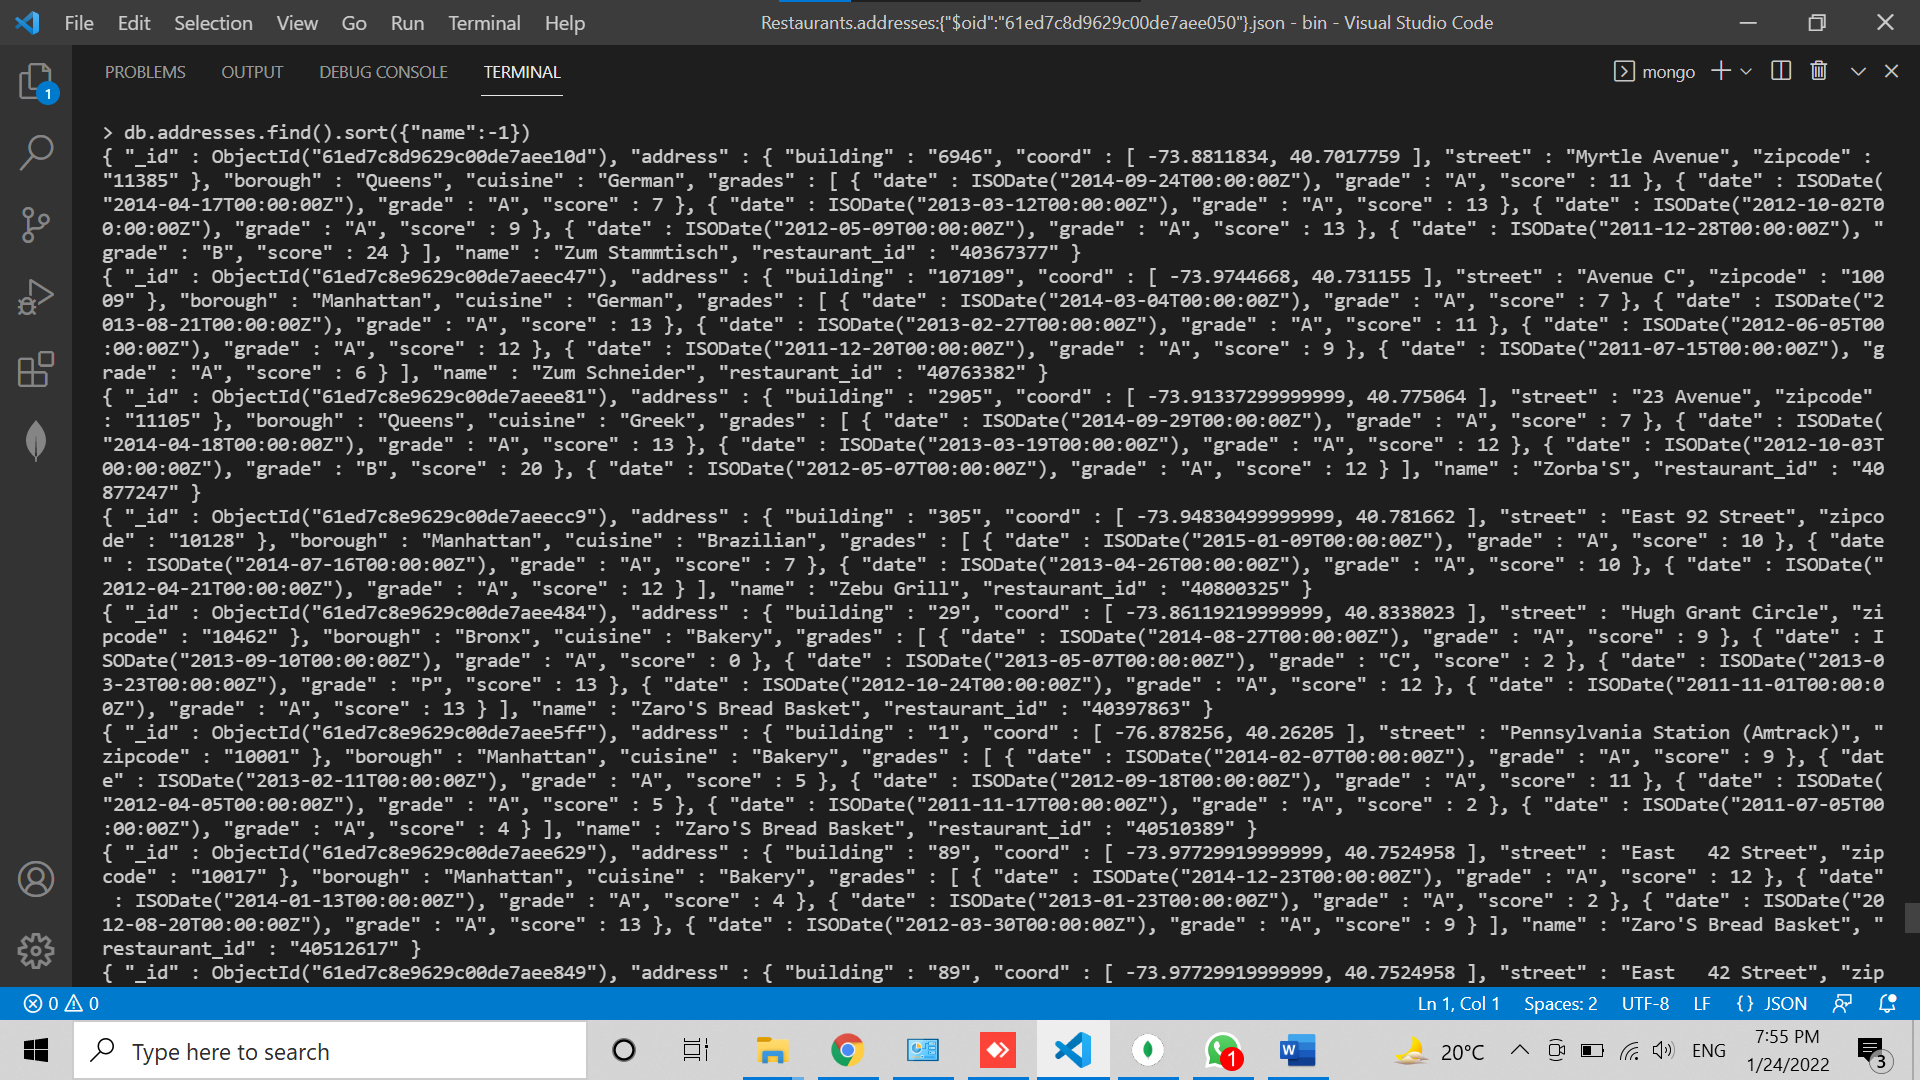 File Edit Selection View Go Run Terminal Help
Restaurants.addresses:{"$oid":"61ed7c8d9629c00de7aee050"}.json - bin - Visual Studio Code
PROBLEMS OUTPUT DEBUG CONSOLE TERMINAL
mongo
1
> db.addresses.find().sort({"name":-1})
{ "_id" : ObjectId("61ed7c8d9629c00de7aee10d"), "address" : { "building" : "6946", "coord" : [ -73.8811834, 40.7017759 ], "street" : "Myrtle Avenue", "zipcode" :
"11385" }, "borough" : "Queens", "cuisine" : "German", "grades" : [ { "date" : ISODate("2014-09-24T00:00:00Z"), "grade" : "A", "score" : 11 }, { "date" : ISODate(
"2014-04-17T00:00:00Z"), "grade" : "A", "score" : 7 }, { "date" : ISODate("2013-03-12T00:00:00Z"), "grade" : "A", "score" : 13 }, { "date" : ISODate("2012-10-02T0
0:00:00Z"), "grade" : "A", "score" : 9 }, { "date" : ISODate("2012-05-09T00:00:00Z"), "grade" : "A", "score" : 13 }, { "date" : ISODate("2011-12-28T00:00:00Z"), "
grade" : "B", "score" : 24 } ], "name" : "Zum Stammtisch", "restaurant_id" : "40367377" }
{ "_id" : ObjectId("61ed7c8e9629c00de7aeec47"), "address" : { "building" : "107109", "coord" : [ -73.9744668, 40.731155 ], "street" : "Avenue C", "zipcode" : "100
09" }, "borough" : "Manhattan", "cuisine" : "German", "grades" : [ { "date" : ISODate("2014-03-04T00:00:00Z"), "grade" : "A", "score" : 7 }, { "date" : ISODate("2
013-08-21T00:00:00Z"), "grade" : "A", "score" : 13 }, { "date" : ISODate("2013-02-27T00:00:00Z"), "grade" : "A", "score" : 11 }, { "date" : ISODate("2012-06-05T00
:00:00Z"), "grade" : "A", "score" : 12 }, { "date" : ISODate("2011-12-20T00:00:00Z"), "grade" : "A", "score" : 9 }, { "date" : ISODate("2011-07-15T00:00:00Z"), "g
rade" : "A", "score" : 6 } ], "name" : "Zum Schneider", "restaurant_id" : "40763382" }
{ "_id" : ObjectId("61ed7c8e9629c00de7aeee81"), "address" : { "building" : "2905", "coord" : [ -73.91337299999999, 40.775064 ], "street" : "23 Avenue", "zipcode"
: "11105" }, "borough" : "Queens", "cuisine" : "Greek", "grades" : [ { "date" : ISODate("2014-09-29T00:00:00Z"), "grade" : "A", "score" : 7 }, { "date" : ISODate(
"2014-04-18T00:00:00Z"), "grade" : "A", "score" : 13 }, { "date" : ISODate("2013-03-19T00:00:00Z"), "grade" : "A", "score" : 12 }, { "date" : ISODate("2012-10-03T
00:00:00Z"), "grade" : "B", "score" : 20 }, { "date" : ISODate("2012-05-07T00:00:00Z"), "grade" : "A", "score" : 12 } ], "name" : "Zorba'S", "restaurant_id" : "40
877247" }
{ "_id" : ObjectId("61ed7c8e9629c00de7aeecc9"), "address" : { "building" : "305", "coord" : [ -73.94830499999999, 40.781662 ], "street" : "East 92 Street", "zipco
de" : "10128" }, "borough" : "Manhattan", "cuisine" : "Brazilian", "grades" : [ { "date" : ISODate("2015-01-09T00:00:00Z"), "grade" : "A", "score" : 10 }, { "date
" : ISODate("2014-07-16T00:00:00Z"), "grade" : "A", "score" : 7 }, { "date" : ISODate("2013-04-26T00:00:00Z"), "grade" : "A", "score" : 10 }, { "date" : ISODate("
2012-04-21T00:00:00Z"), "grade" : "A", "score" : 12 } ], "name" : "Zebu Grill", "restaurant_id" : "40800325" }
{ "_id" : ObjectId("61ed7c8e9629c00de7aee484"), "address" : { "building" : "29", "coord" : [ -73.86119219999999, 40.8338023 ], "street" : "Hugh Grant Circle", "zi
pcode" : "10462" }, "borough" : "Bronx", "cuisine" : "Bakery", "grades" : [ { "date" : ISODate("2014-08-27T00:00:00Z"), "grade" : "A", "score" : 9 }, { "date" : I
SODate("2013-09-10T00:00:00Z"), "grade" : "A", "score" : 0 }, { "date" : ISODate("2013-05-07T00:00:00Z"), "grade" : "C", "score" : 2 }, { "date" : ISODate("2013-0
3-23T00:00:00Z"), "grade" : "P", "score" : 13 }, { "date" : ISODate("2012-10-24T00:00:00Z"), "grade" : "A", "score" : 12 }, { "date" : ISODate("2011-11-01T00:00:0
0Z"), "grade" : "A", "score" : 13 } ], "name" : "Zaro'S Bread Basket", "restaurant_id" : "40397863" }
{ "_id" : ObjectId("61ed7c8e9629c00de7aee5ff"), "address" : { "building" : "1", "coord" : [ -76.878256, 40.26205 ], "street" : "Pennsylvania Station (Amtrack)", "
zipcode" : "10001" }, "borough" : "Manhattan", "cuisine" : "Bakery", "grades" : [ { "date" : ISODate("2014-02-07T00:00:00Z"), "grade" : "A", "score" : 9 }, { "dat
e" : ISODate("2013-02-11T00:00:00Z"), "grade" : "A", "score" : 5 }, { "date" : ISODate("2012-09-18T00:00:00Z"), "grade" : "A", "score" : 11 }, { "date" : ISODate(
"2012-04-05T00:00:00Z"), "grade" : "A", "score" : 5 }, { "date" : ISODate("2011-11-17T00:00:00Z"), "grade" : "A", "score" : 2 }, { "date" : ISODate("2011-07-05T00
:00:00Z"), "grade" : "A", "score" : 4 } ], "name" : "Zaro'S Bread Basket", "restaurant_id" : "40510389" }
{ "_id" : ObjectId("61ed7c8e9629c00de7aee629"), "address" : { "building" : "89", "coord" : [ -73.97729919999999, 40.7524958 ], "street" : "East   42 Street", "zip
code" : "10017" }, "borough" : "Manhattan", "cuisine" : "Bakery", "grades" : [ { "date" : ISODate("2014-12-23T00:00:00Z"), "grade" : "A", "score" : 12 }, { "date"
 : ISODate("2014-01-13T00:00:00Z"), "grade" : "A", "score" : 4 }, { "date" : ISODate("2013-01-23T00:00:00Z"), "grade" : "A", "score" : 2 }, { "date" : ISODate("20
12-08-20T00:00:00Z"), "grade" : "A", "score" : 13 }, { "date" : ISODate("2012-03-30T00:00:00Z"), "grade" : "A", "score" : 9 } ], "name" : "Zaro'S Bread Basket", "
restaurant_id" : "40512617" }
{ "_id" : ObjectId("61ed7c8e9629c00de7aee849"), "address" : { "building" : "89", "coord" : [ -73.97729919999999, 40.7524958 ], "street" : "East   42 Street", "zip
0 0 Ln 1, Col 1 Spaces: 2 UTF-8 LF {} JSON
Type here to search
W
1
20°C
ENG
7:55 PM
1/24/2022
3